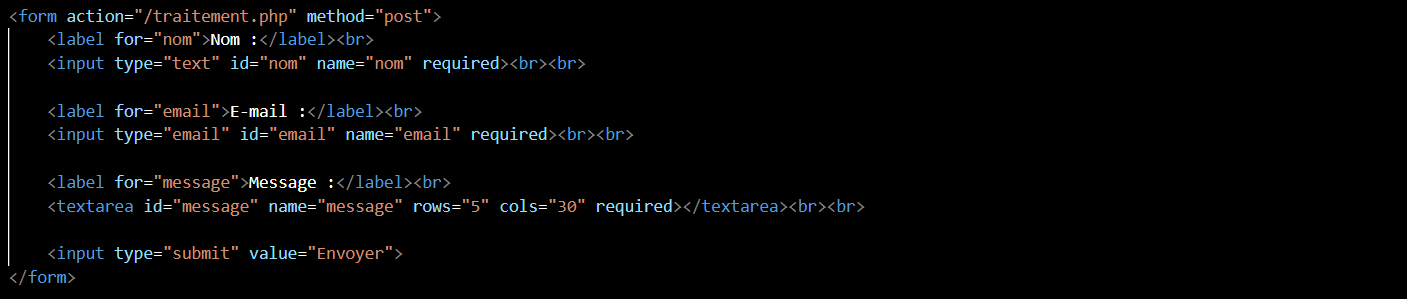 <form action="/traitement.php" method="post">
    <label for="nom">Nom :</label><br>
    <input type="text" id="nom" name="nom" required><br><br>

    <label for="email">E-mail :</label><br>
    <input type="email" id="email" name="email" required><br><br>

    <label for="message">Message :</label><br>
    <textarea id="message" name="message" rows="5" cols="30" required></textarea><br><br>

    <input type="submit" value="Envoyer">
</form>